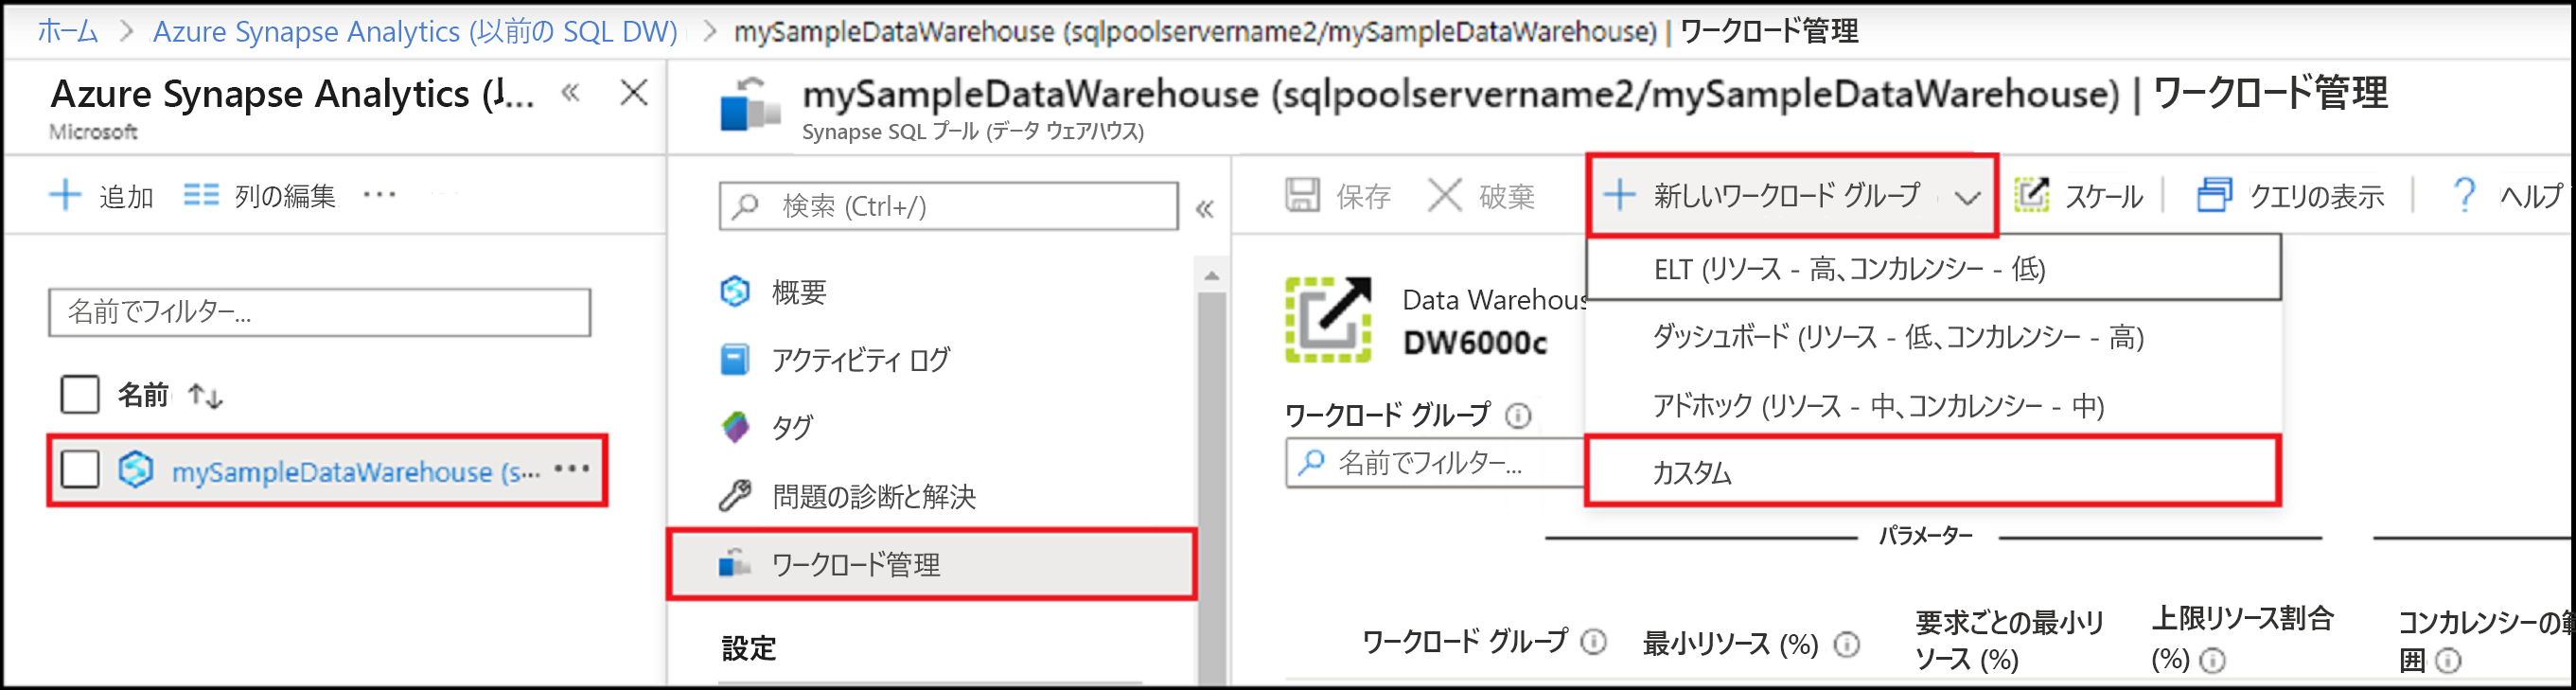 ホーム > Azure Synapse Analytics (以前の SQL DW) > mySampleDataWarehouse (sqlpoolservername2/mySampleDataWarehouse) | ワークロード管理
Azure Synapse Analytics (... « ×
Microsoft
+ 追加 列の編集 ...
名前でフィルター...
名前 ↑↓
mySampleDataWarehouse (s... ...
mySampleDataWarehouse (sqlpoolservername2/mySampleDataWarehouse) | ワークロード管理
Synapse SQL プール (データ ウェアハウス)
検索 (Ctrl+/) «
概要
アクティビティ ログ
タグ
問題の診断と解決
ワークロード管理
設定
保存 破棄 + 新しいワークロード グループ スケール | クエリの表示 | ? ヘルプ
ELT (リソース - 高、コンカレンシー - 低)
ダッシュボード (リソース - 低、コンカレンシー - 高)
アドホック (リソース - 中、コンカレンシー - 中)
カスタム
Data Warehous
DW6000c
ワークロード グループ
名前でフィルター...
パラメーター
ワークロード グループ
最小リソース (%)
要求ごとの最小リ
ソース (%)
上限リソース割合
(%)
コンカレンシーの
囲